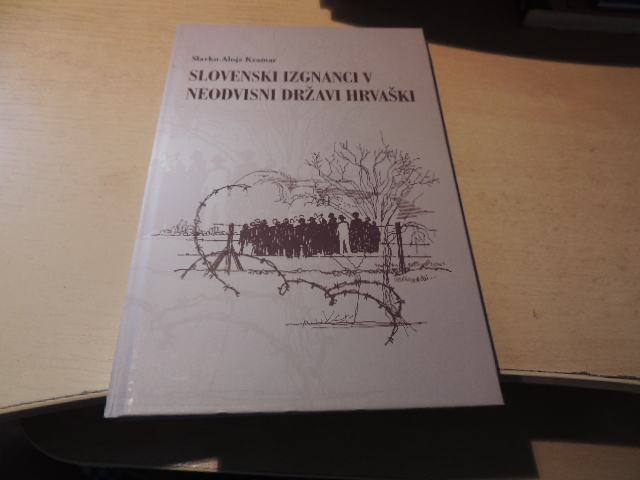 Slavko Alojz Kramar
SLOVENSKI IZGNANCI V
NEODVISNI DRŽAVI HRVAŠKI